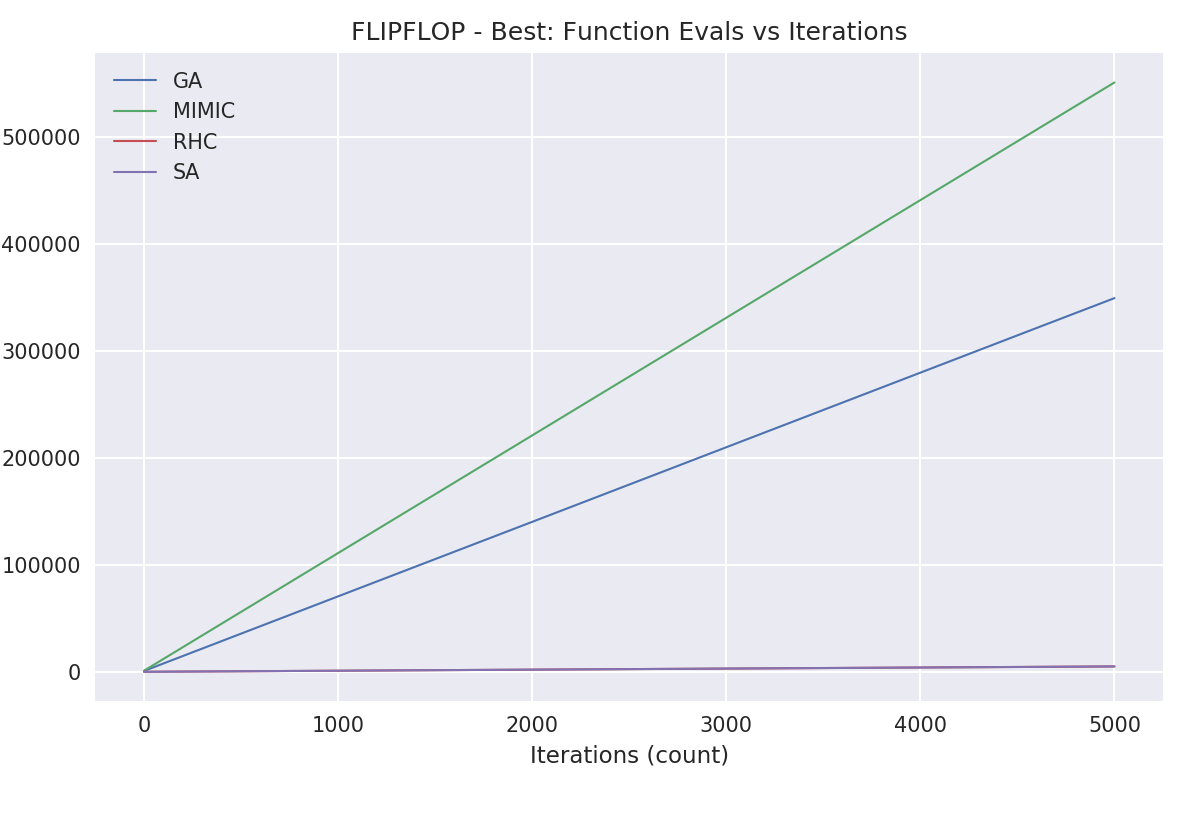 FLIPFLOP - Best: Function Evals vs Iterations
GA
MIMIC
RHC
SA
500000
400000
300000
200000
100000
0
0 1000 2000 3000 4000 5000
Iterations (count)